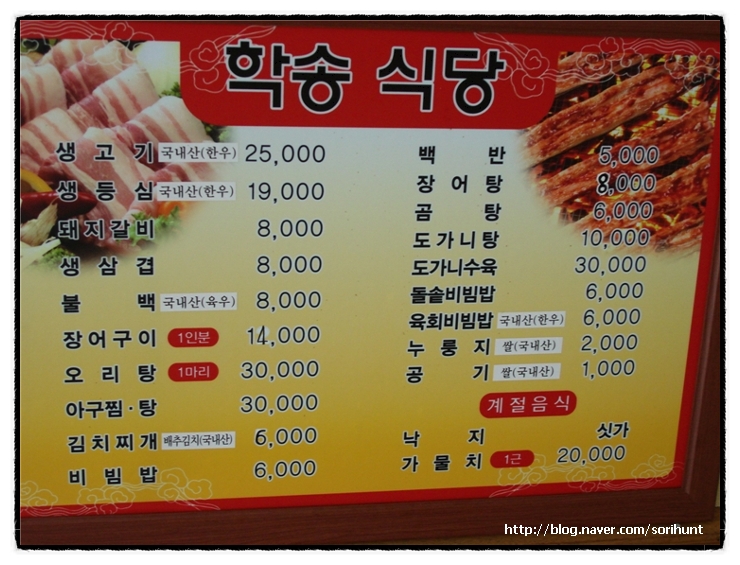 학송 식당
생고기 국내산(한우) 25,000
생등심 국내산(한우) 19,000
돼지갈비 8,000
생삼겹 8,000
불백 국내산(육우) 8,000
장어구이 1인분 14,000
오리탕 1마리 30,000
아구찜·탕 30,000
김치찌개 배추김치(국내산) 6,000
비빔밥 6,000
백반 5,000
장어탕 8,000
곰탕 6,000
도가니탕 10,000
도가니수육 30,000
돌솥비빔밥 6,000
육회비빔밥 국내산(한우) 6,000
누룽지 쌀(국내산) 2,000
공기 쌀(국내산) 1,000
계절음식
낙지 싯가
가물치 1근 20,000
http://blog.naver.com/sorihunt